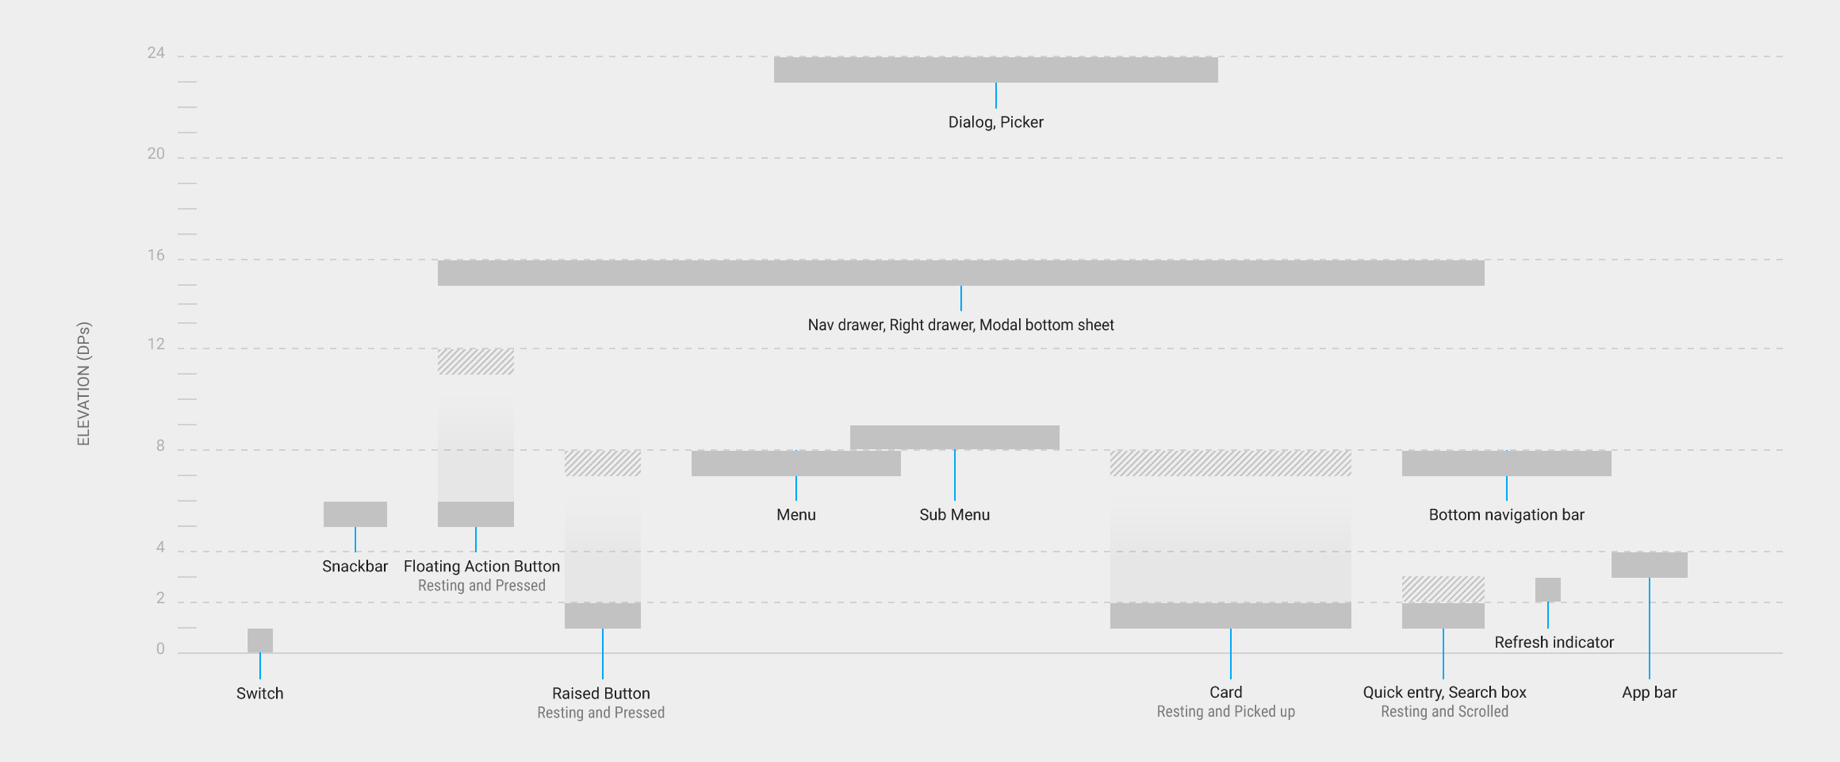 24
Dialog, Picker
20
16
Nav drawer, Right drawer, Modal bottom sheet
ELEVATION (DPs)
12
8
Menu
Sub Menu
Bottom navigation bar
4
Snackbar
Floating Action Button
Resting and Pressed
2
Refresh indicator
0
Switch
Raised Button
Resting and Pressed
Card
Resting and Picked up
Quick entry, Search box
Resting and Scrolled
App bar